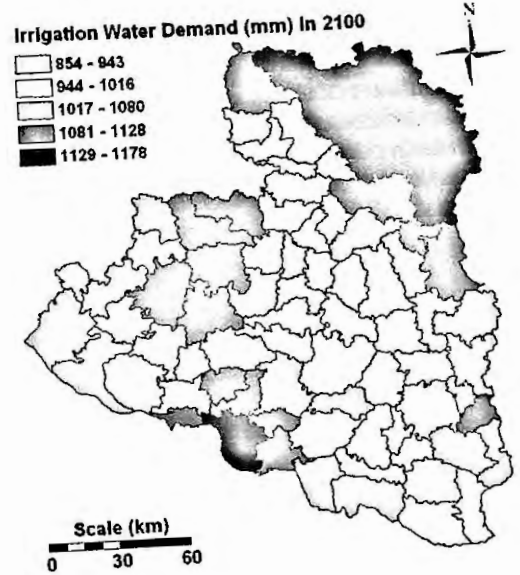 Irrigation Water Demand (mm) in 2100
N
854 - 943
944 - 1016
1017 - 1080
1081 - 1128
1129 - 1178
Scale (km)
0 30 60